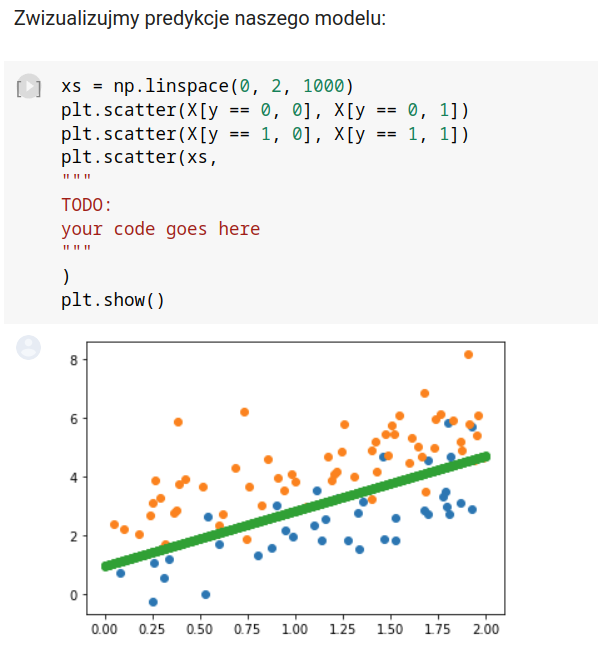 Zwizualizujmy predykcje naszego modelu:
[ ] xs = np.linspace(0, 2, 1000)
plt.scatter(X[y == 0, 0], X[y == 0, 1])
plt.scatter(X[y == 1, 0], X[y == 1, 1])
plt.scatter(xs,
"""
TODO:
your code goes here
"""
)
plt.show()
8
6
4
2
0
0.00 0.25 0.50 0.75 1.00 1.25 1.50 1.75 2.00